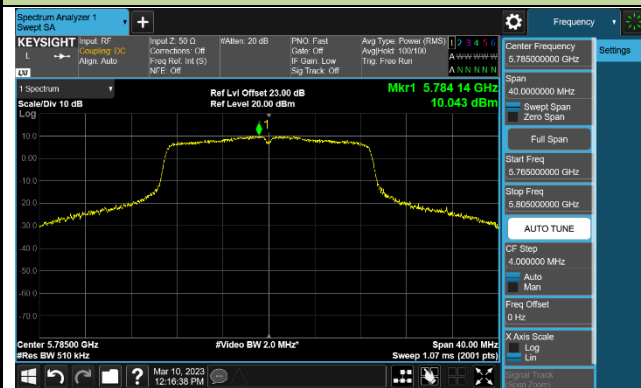 Spectrum Analyzer 1
Swept SA
Frequency
KEYSIGHT
L
LXI
Input: RF
Coupling: DC
Align: Auto
Input Z: 50 Ω
Corrections: Off
Freq Ref: Int (S)
NFE: Off
#Atten: 20 dB
PNO: Fast
Gate: Off
IF Gain: Low
Sig Track: Off
Avg Type: Power (RMS)
Avg|Hold: 100/100
Trig: Free Run
1 2 3 4 5 6
A W W W W W
A N N N N N
1 Spectrum
Scale/Div 10 dB
Log
Ref Lvl Offset 23.00 dB
Ref Level 20.00 dBm
Mkr1 5.784 14 GHz
10.043 dBm
1
10.0
0.00
-10.0
-20.0
-30.0
-40.0
-50.0
-60.0
-70.0
Center 5.78500 GHz
#Res BW 510 kHz
#Video BW 2.0 MHz*
Span 40.00 MHz
Sweep 1.07 ms (2001 pts)
Mar 10, 2023
12:16:38 PM
Center Frequency
5.785000000 GHz
Settings
Span
40.0000000 MHz
Swept Span
Zero Span
Full Span
Start Freq
5.765000000 GHz
Stop Freq
5.805000000 GHz
AUTO TUNE
CF Step
4.000000 MHz
Auto
Man
Freq Offset
0 Hz
X Axis Scale
Log
Lin
Signal Track
(Span Zoom)